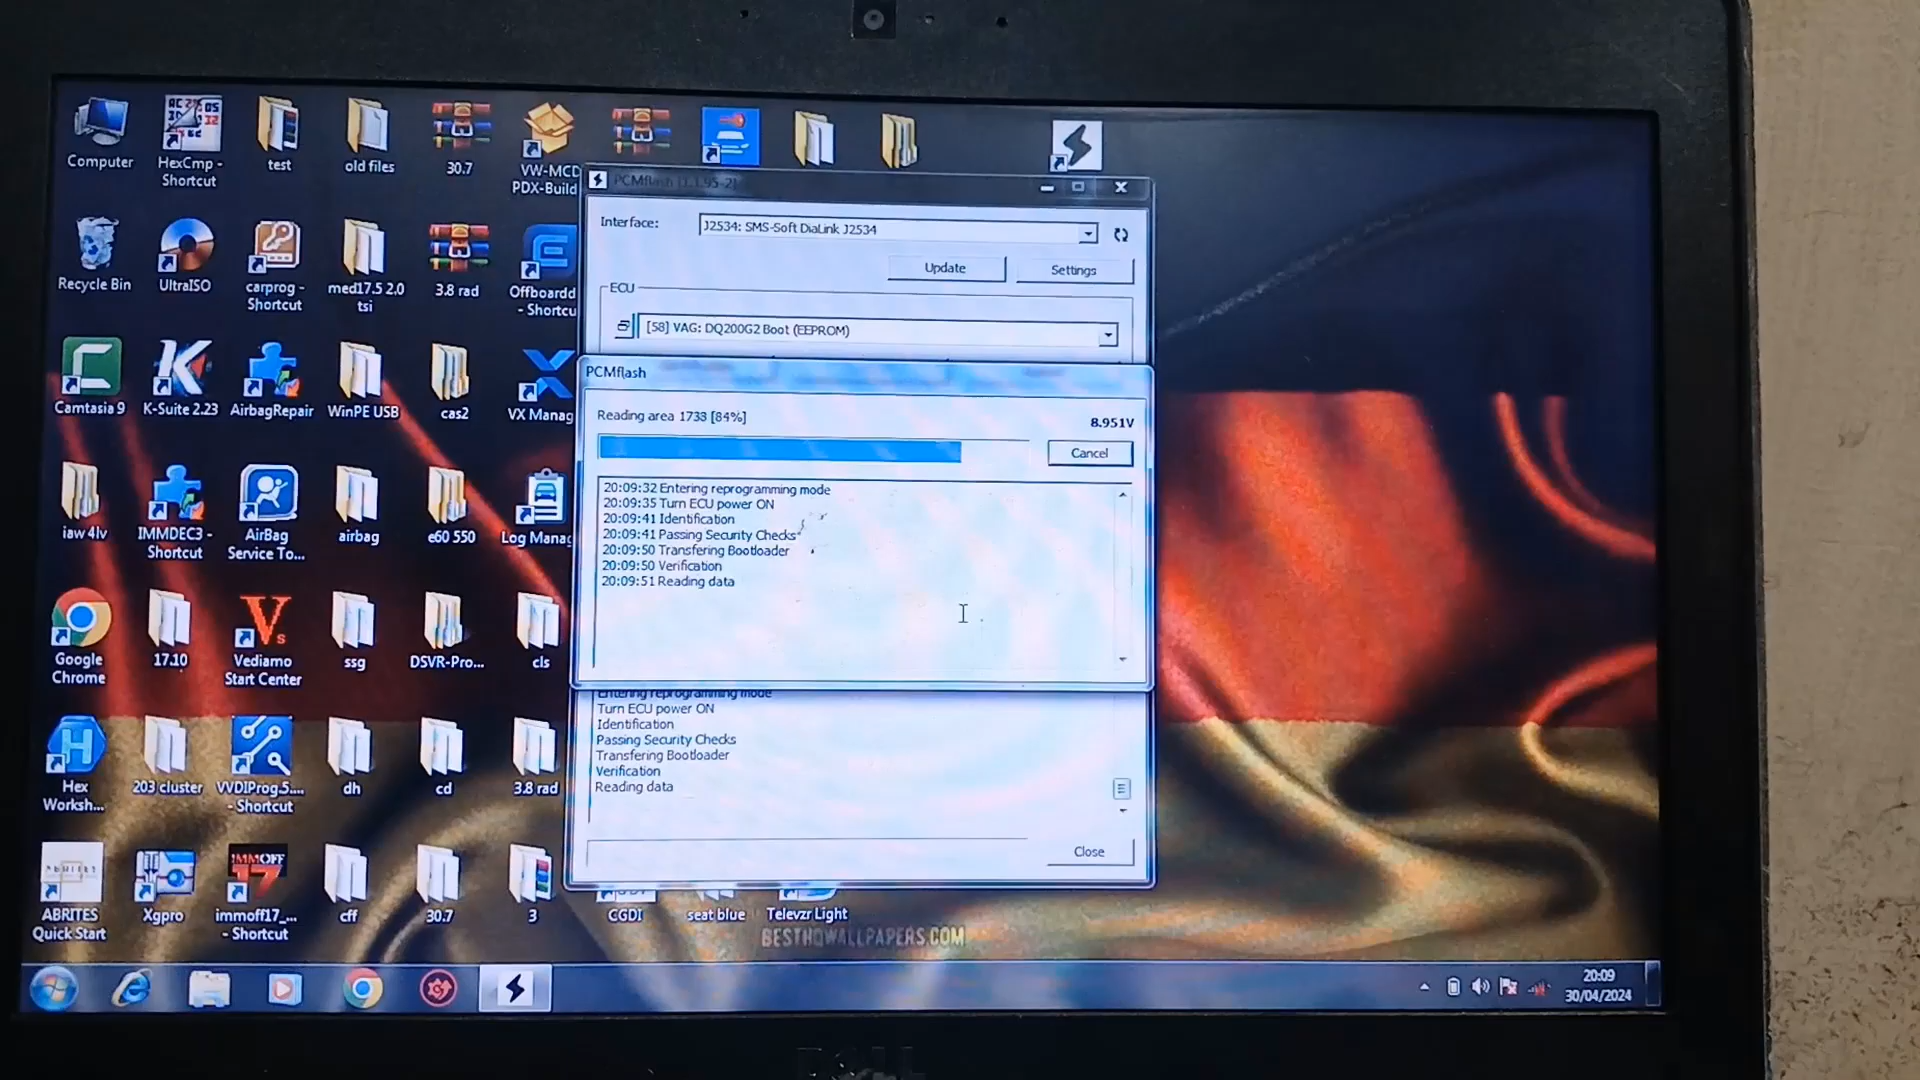 Computer
HexCmp -
Shortcut
test
old files
30.7
VW-MCD
PDX-Build
Recycle Bin
UltraISO
carprog -
Shortcut
med17.5 2.0
tsi
3.8 rad
Offboardd
- Shortcu
Camtasia 9
K-Suite 2.23
AirbagRepair
WinPE USB
cas2
VX Manag
iaw 4lv
IMMDEC3 -
Shortcut
AirBag
Service To...
airbag
e60 550
Log Manag
Google
Chrome
17.10
Vediamo
Start Center
ssg
DSVR-Pro...
cls
Hex
Worksh...
203 cluster
VVDIProg.5....
- Shortcut
dh
cd
3.8 rad
ABRITES
Quick Start
Xgpro
IMMOFF
17
immoff17_...
- Shortcut
cff
30.7
3
CGDI
seat blue
Televzr Light
PCMflash [1.1.95-2]
Interface:
J2534: SMS-Soft DiaLink J2534
Update
Settings
ECU
[58] VAG: DQ200G2 Boot (EEPROM)
PCMflash
Reading area 1738 [84%]
8.951V
Cancel
20:09:32 Entering reprogramming mode
20:09:35 Turn ECU power ON
20:09:41 Identification
20:09:41 Passing Security Checks
20:09:50 Transfering Bootloader
20:09:50 Verification
20:09:51 Reading data
Entering reprogramming mode
Turn ECU power ON
Identification
Passing Security Checks
Transfering Bootloader
Verification
Reading data
Close
BESTHQWALLPAPERS.COM
20:09
30/04/2024